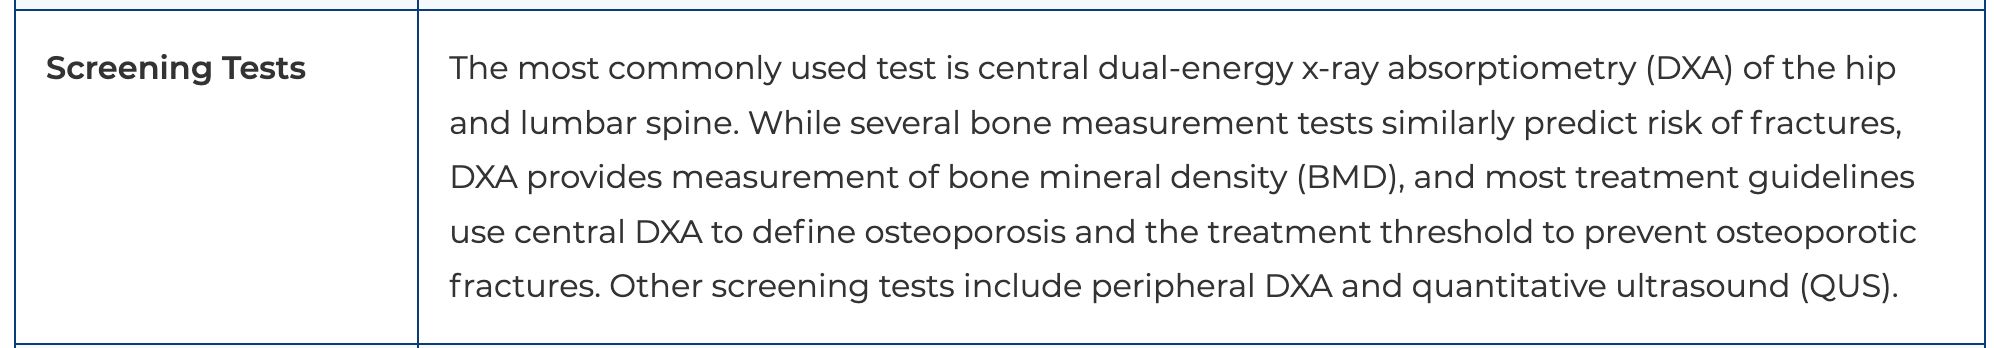 Screening Tests
The most commonly used test is central dual-energy x-ray absorptiometry (DXA) of the hip
and lumbar spine. While several bone measurement tests similarly predict risk of fractures,
DXA provides measurement of bone mineral density (BMD), and most treatment guidelines
use central DXA to define osteoporosis and the treatment threshold to prevent osteoporotic
fractures. Other screening tests include peripheral DXA and quantitative ultrasound (QUS).